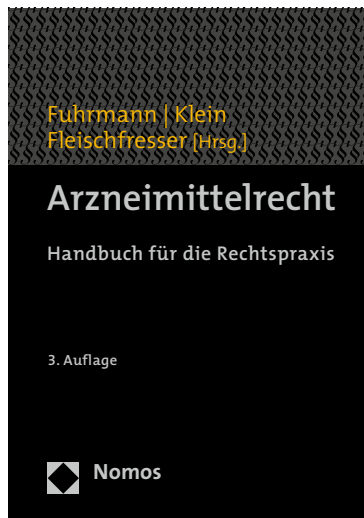 Fuhrmann | Klein
Fleischfresser [Hrsg.]
Arzneimittelrecht
Handbuch für die Rechtspraxis
3. Auflage
Nomos